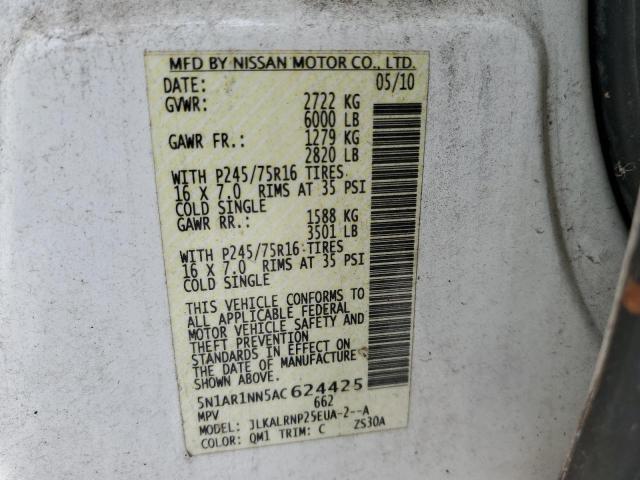 MFD BY NISSAN MOTOR CO., LTD.
DATE: 05/10
GVWR: 2722 KG
6000 LB
GAWR FR.: 1279 KG
2820 LB
WITH P245/75R16 TIRES
16 X 7.0 RIMS AT 35 PSI
COLD SINGLE
GAWR RR.: 1588 KG
3501 LB
WITH P245/75R16 TIRES
16 X 7.0 RIMS AT 35 PSI
COLD SINGLE
THIS VEHICLE CONFORMS TO
ALL APPLICABLE FEDERAL
MOTOR VEHICLE SAFETY AND
THEFT PREVENTION
STANDARDS IN EFFECT ON
THE DATE OF MANUFACTURE
SHOWN ABOVE.
5N1AR1NN5AC624425
MPV 662
MODEL: JLKALRNP25EUA-2--A
COLOR: QM1 TRIM: C ZS30A